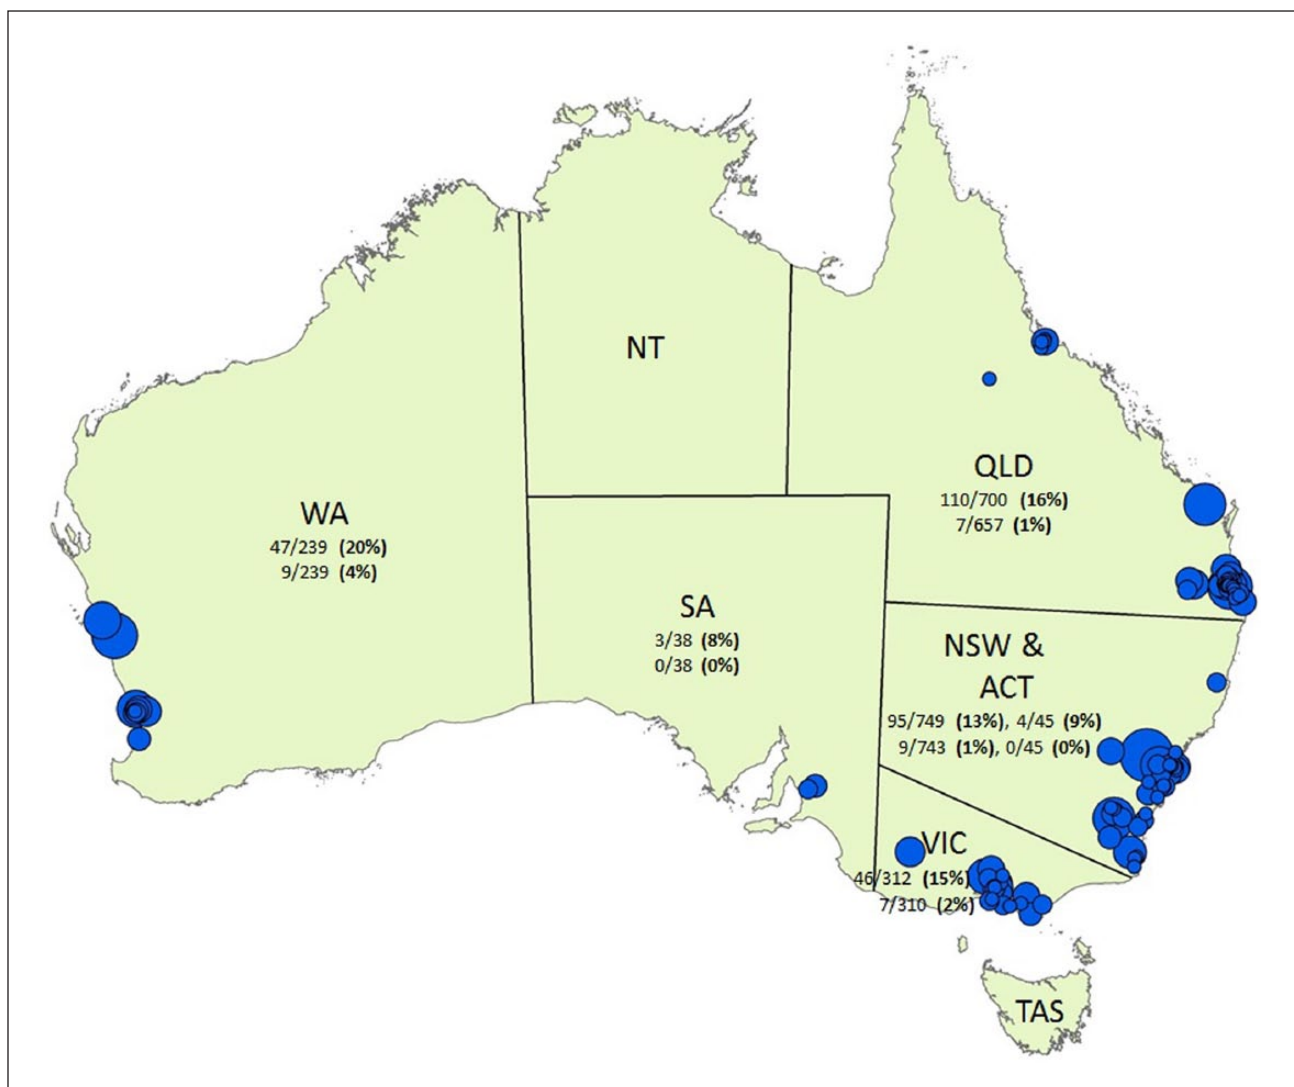 NT
QLD
110/700 (16%)
7/657 (1%)
WA
47/239 (20%)
9/239 (4%)
SA
3/38 (8%)
0/38 (0%)
NSW &
ACT
95/749 (13%), 4/45 (9%)
9/743 (1%), 0/45 (0%)
VIC
46/312 (15%)
7/310 (2%)
TAS